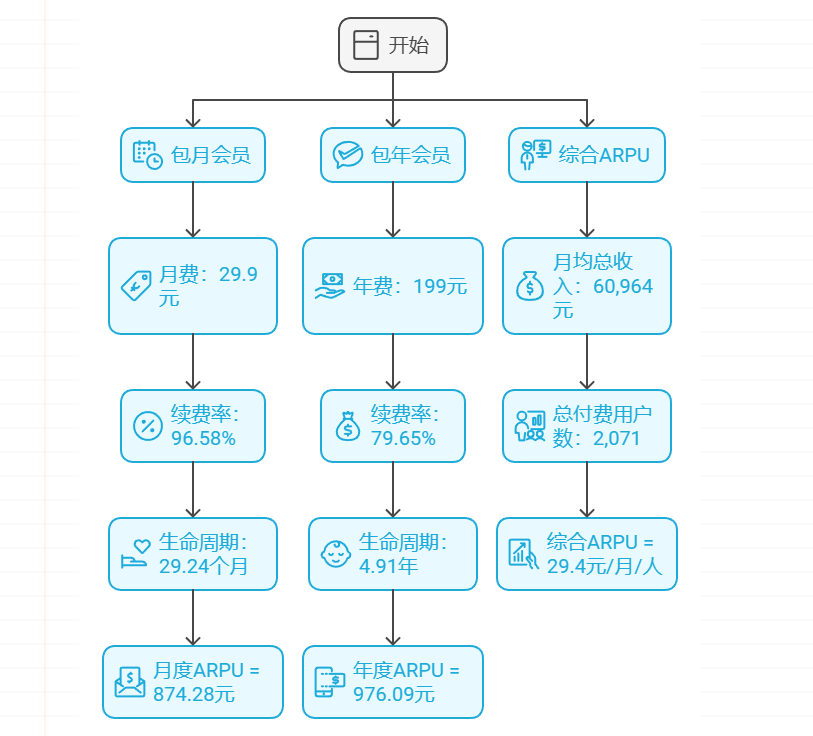 开始
包月会员
包年会员
综合ARPU
月费：29.9
元
年费：199元
月均总收
入：60,964
元
续费率：
96.58%
续费率：
79.65%
总付费用户
数：2,071
生命周期：
29.24个月
生命周期：
4.91年
综合ARPU =
29.4元/月/人
月度ARPU =
874.28元
年度ARPU =
976.09元